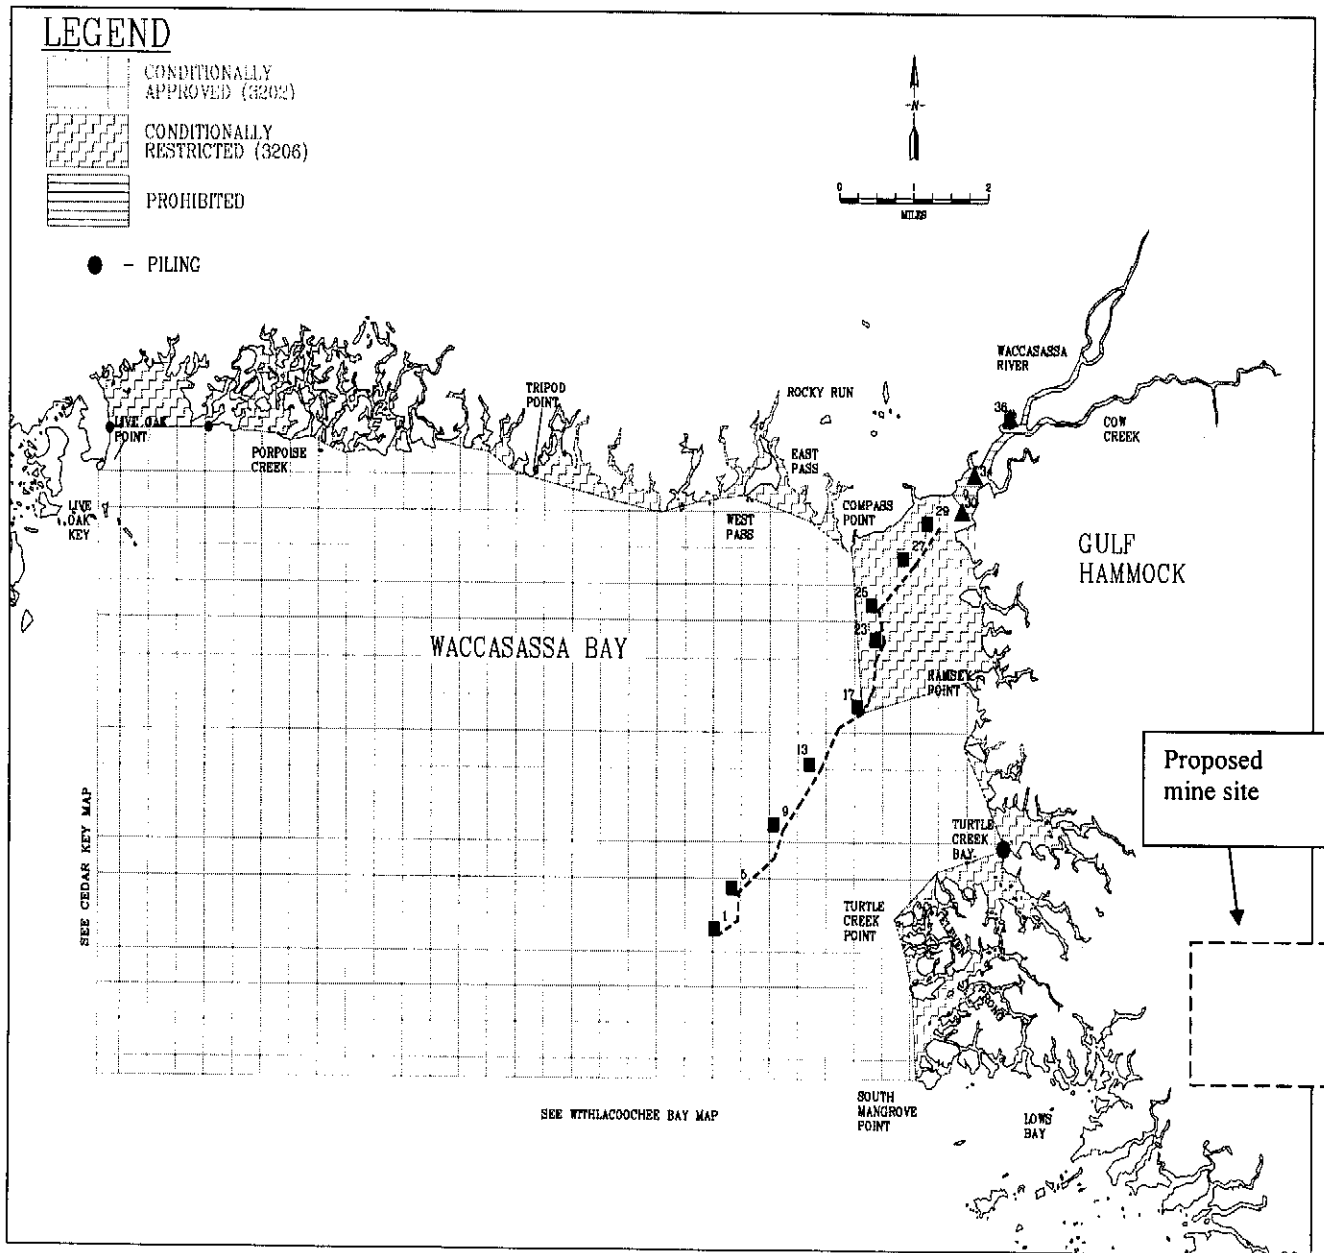 LEGEND
CONDITIONALLY
APPROVED (3202)
CONDITIONALLY
RESTRICTED (3206)
PROHIBITED
- PILING
-N-
0
2
MILES
WACCASASSA
RIVER
36
COW
CREEK
TRIPOD
POINT
ROCKY RUN
LIVE OAK
POINT
PORPOISE
CREEK
EAST
PASS
LIVE
OAK
KEY
WEST
PASS
COMPASS
POINT
29
27
GULF
HAMMOCK
25
23
WACCASASSA BAY
RAMSEY
POINT
17
13
Proposed
mine site
SEE CEDAR KEY MAP
9
TURTLE
CREEK
BAY
5
1
TURTLE
CREEK
POINT
SOUTH
MANGROVE
POINT
SEE WITHLACOOCHEE BAY MAP
LOWS
BAY